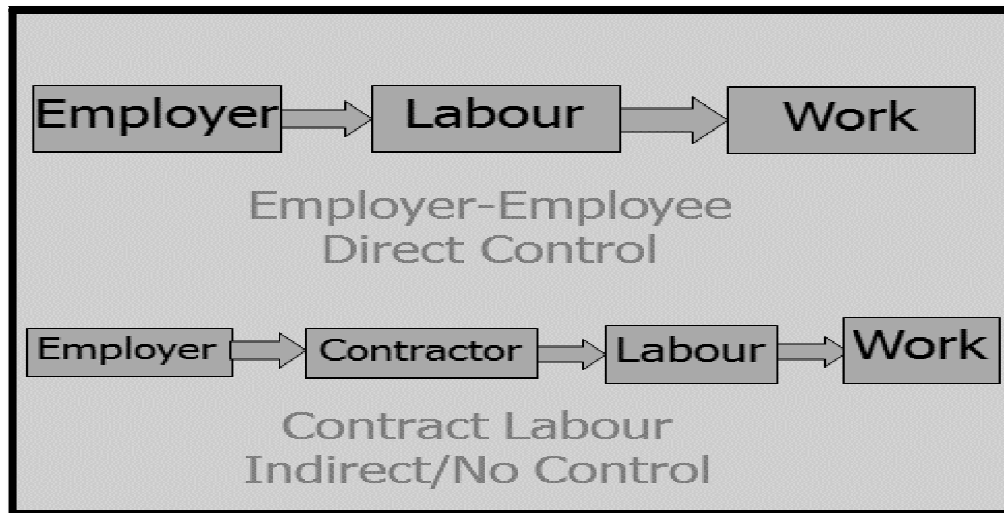 Employer Labour Work
Employer-Employee
Direct Control
Employer Contractor Labour Work
Contract Labour
Indirect/No Control